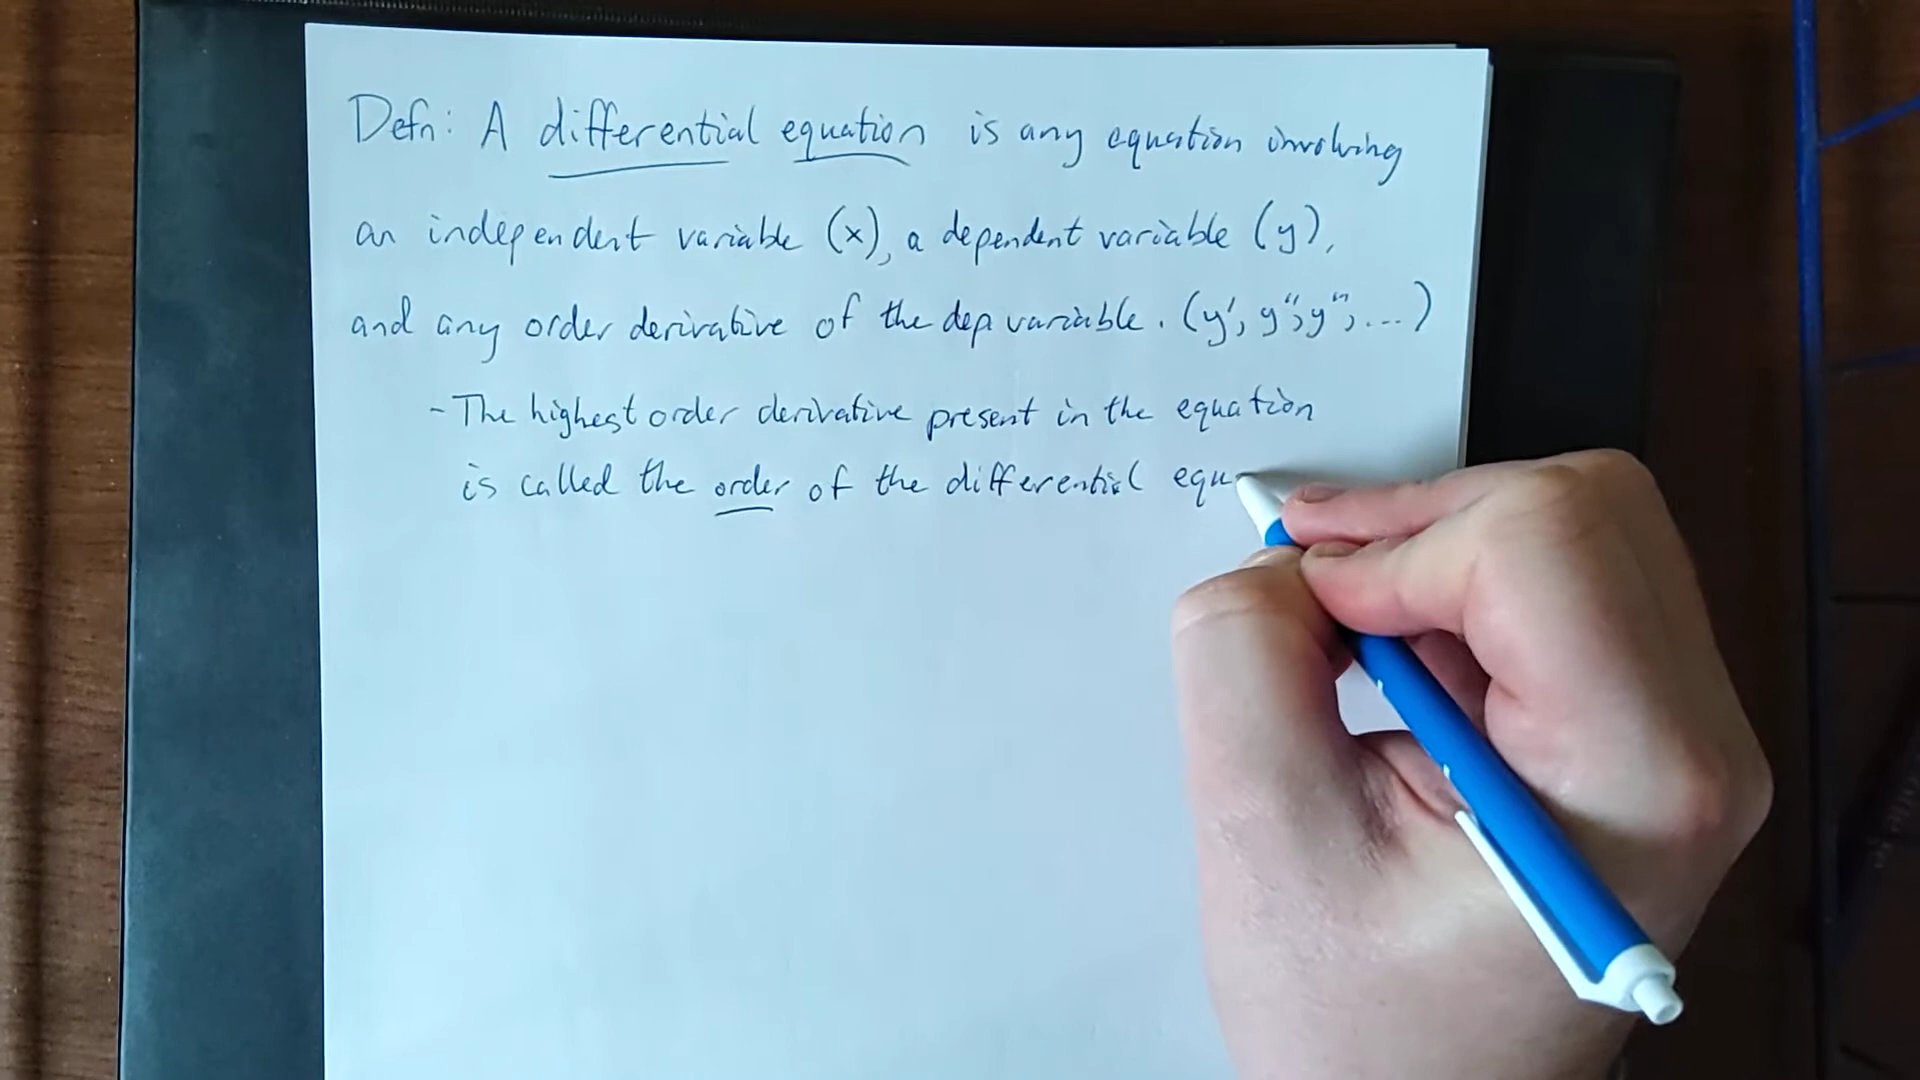 Defn: A differential equation is any equation involving
an independent variable (x), a dependent variable (y),
and any order derivative of the dep variable. (y', y'', y''', ...)
- The highest order derivative present in the equation
is called the order of the differential equ